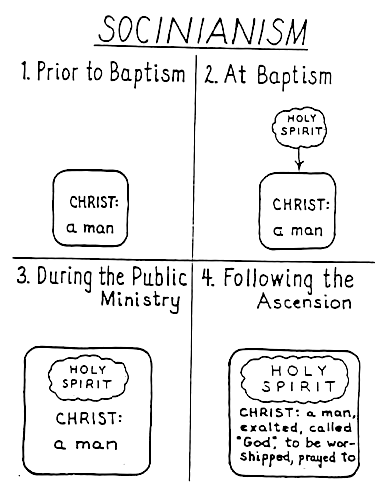 SOCINIANISM
1. Prior to Baptism
CHRIST:
a man
2. At Baptism
HOLY
SPIRIT
CHRIST:
a man
3. During the Public
Ministry
HOLY
SPIRIT
CHRIST:
a man
4. Following the
Ascension
HOLY
SPIRIT
CHRIST: a man,
exalted, called
"God", to be wor-
shipped, prayed to